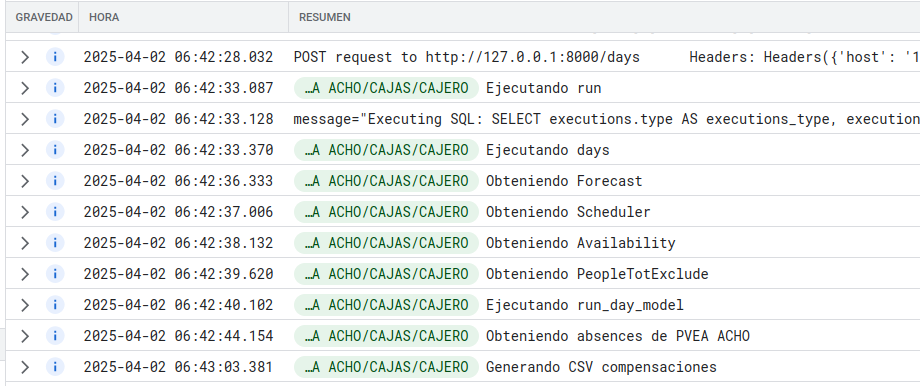 GRAVEDAD HORA RESUMEN
2025-04-02 06:42:28.032 POST request to http://127.0.0.1:8000/days Headers: Headers({'host': '1
2025-04-02 06:42:33.087 …A ACHO/CAJAS/CAJERO Ejecutando run
2025-04-02 06:42:33.128 message="Executing SQL: SELECT executions.type AS executions_type, execution
2025-04-02 06:42:33.370 …A ACHO/CAJAS/CAJERO Ejecutando days
2025-04-02 06:42:36.333 …A ACHO/CAJAS/CAJERO Obteniendo Forecast
2025-04-02 06:42:37.006 …A ACHO/CAJAS/CAJERO Obteniendo Scheduler
2025-04-02 06:42:38.132 …A ACHO/CAJAS/CAJERO Obteniendo Availability
2025-04-02 06:42:39.620 …A ACHO/CAJAS/CAJERO Obteniendo PeopleTotExclude
2025-04-02 06:42:40.102 …A ACHO/CAJAS/CAJERO Ejecutando run_day_model
2025-04-02 06:42:44.154 …A ACHO/CAJAS/CAJERO Obteniendo absences de PVEA ACHO
2025-04-02 06:43:03.381 …A ACHO/CAJAS/CAJERO Generando CSV compensaciones